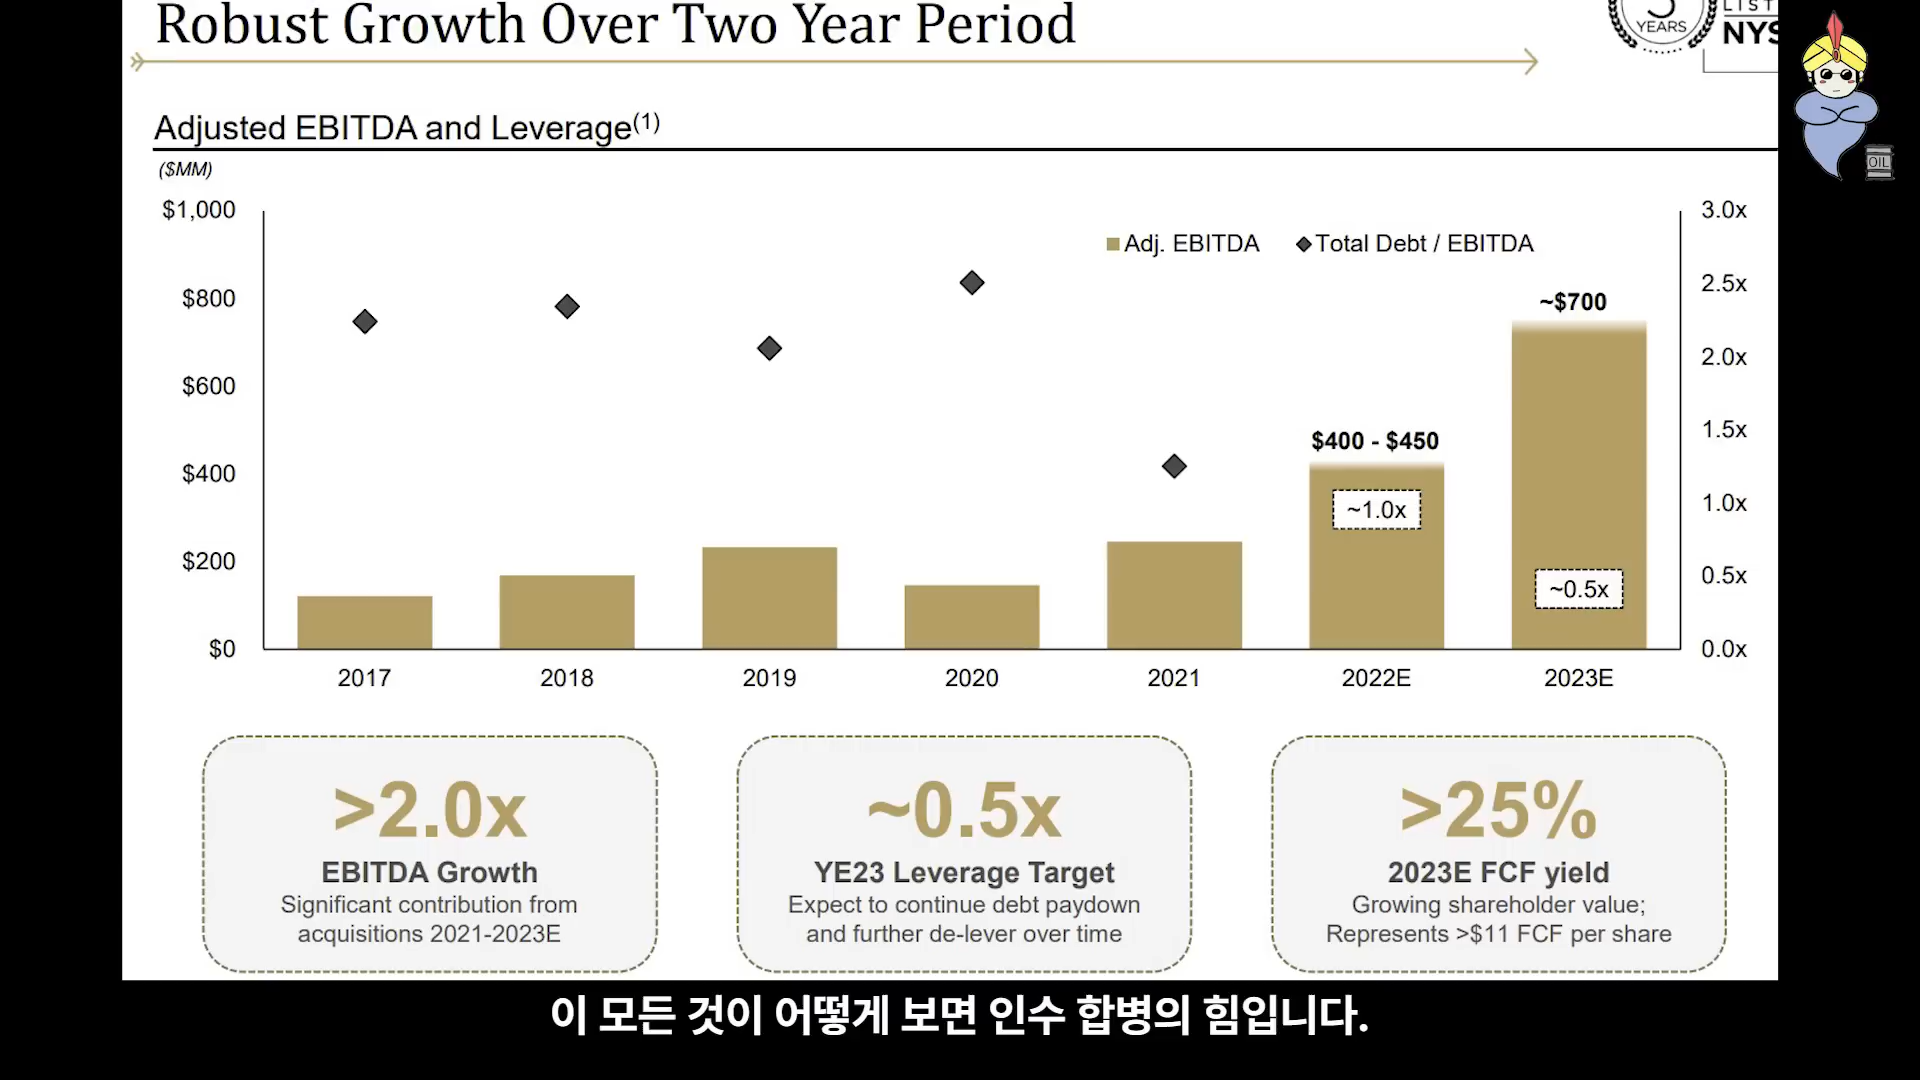 Robust Growth Over Two Year Period
YEARS
NYS
Adjusted EBITDA and Leverage(1)
($MM)
$1,000
$800
$600
$400
$200
$0
3.0x
2.5x
2.0x
1.5x
1.0x
0.5x
0.0x
Adj. EBITDA
Total Debt / EBITDA
~$700
$400 - $450
~1.0x
~0.5x
2017
2018
2019
2020
2021
2022E
2023E
>2.0x
EBITDA Growth
Significant contribution from
acquisitions 2021-2023E
~0.5x
YE23 Leverage Target
Expect to continue debt paydown
and further de-lever over time
>25%
2023E FCF yield
Growing shareholder value;
Represents >$11 FCF per share
OIL
이 모든 것이 어떻게 보면 인수 합병의 힘입니다.